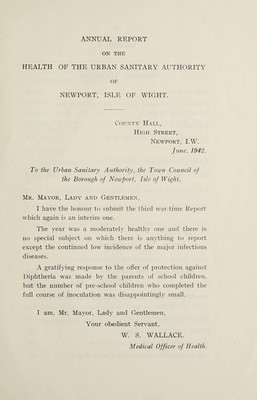 ANNUAL REPORT
ON THE
HEALTH OF THE URBAN SANITARY AUTHORITY
OF
NEWPORT, ISLE OF WIGHT.
COUNTY HALL,
HIGH STREET,
NEWPORT, I.W.
June, 1942.
To the Urban Sanitary Authority, the Town Council of
the Borough of Newport, Isle of Wight.
MR. MAYOR, LADY AND GENTLEMEN,
I have the honour to submit the third war-time Report
which again is an interim one.
The year was a moderately healthy one and there is
no special subject on which there is anything to report
except the continued low incidence of the major infectious
diseases.
A gratifying response to the offer of protection against
Diphtheria was made by the parents of school children,
but the number of pre-school children who completed the
full course of inoculation was disappointingly small.
I am, Mr. Mayor, Lady and Gentlemen,
Your obedient Servant,
W. S. WALLACE,
Medical Officer of Health.